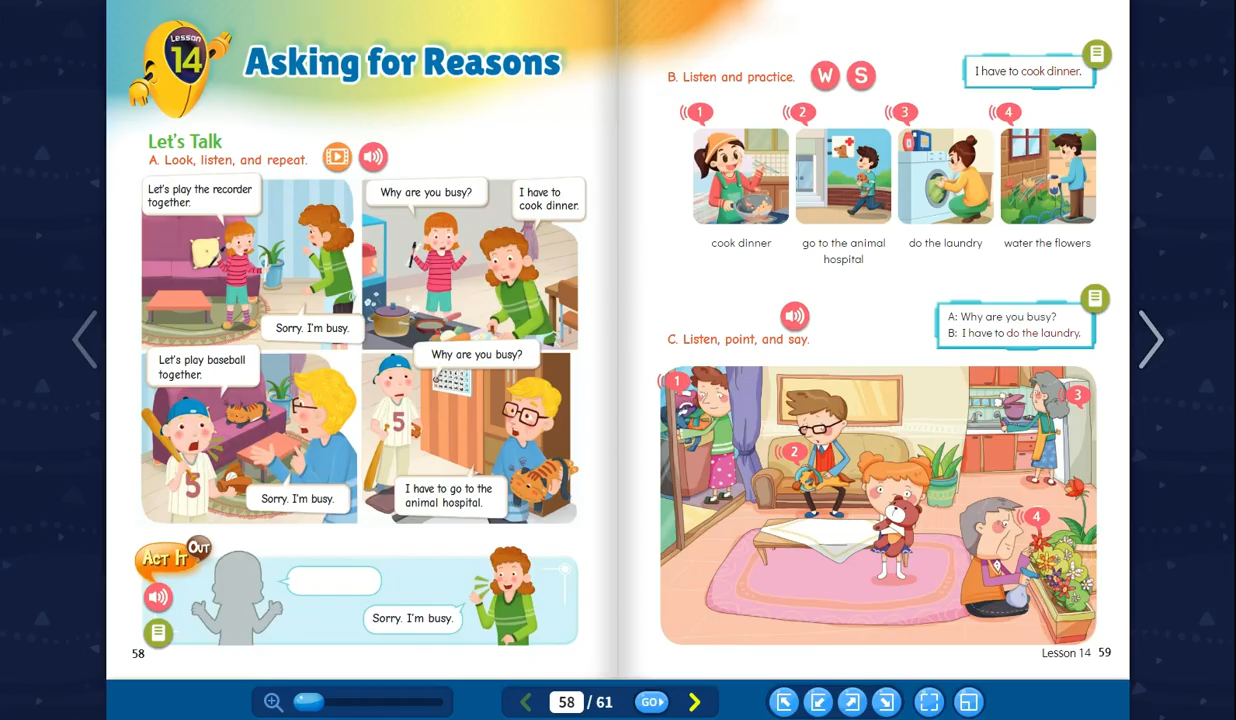 Lesson
14
Asking for Reasons
Let's Talk
A. Look, listen, and repeat.
Let's play the recorder
together.
Sorry. I'm busy.
Why are you busy?
I have to
cook dinner.
Let's play baseball
together.
5
Sorry. I'm busy.
Why are you busy?
5
I have to go to the
animal hospital.
ACT IT OUT
Sorry. I'm busy.
58
B. Listen and practice.
W
S
I have to cook dinner.
1
2
3
4
cook dinner
go to the animal
hospital
do the laundry
water the flowers
C. Listen, point, and say.
A: Why are you busy?
B: I have to do the laundry.
1
2
3
4
Lesson 14 59
58 / 61
GO